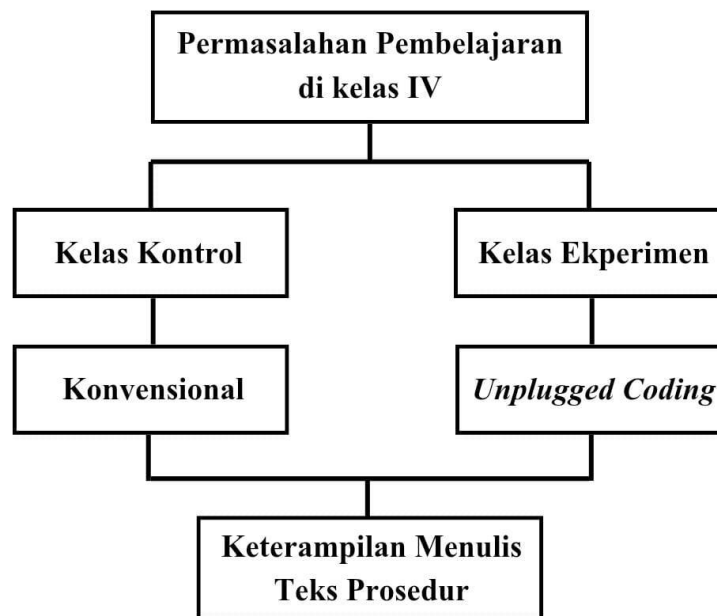 Permasalahan Pembelajaran
di kelas IV
Kelas Kontrol
Kelas Ekperimen
Konvensional
Unplugged Coding
Keterampilan Menulis
Teks Prosedur